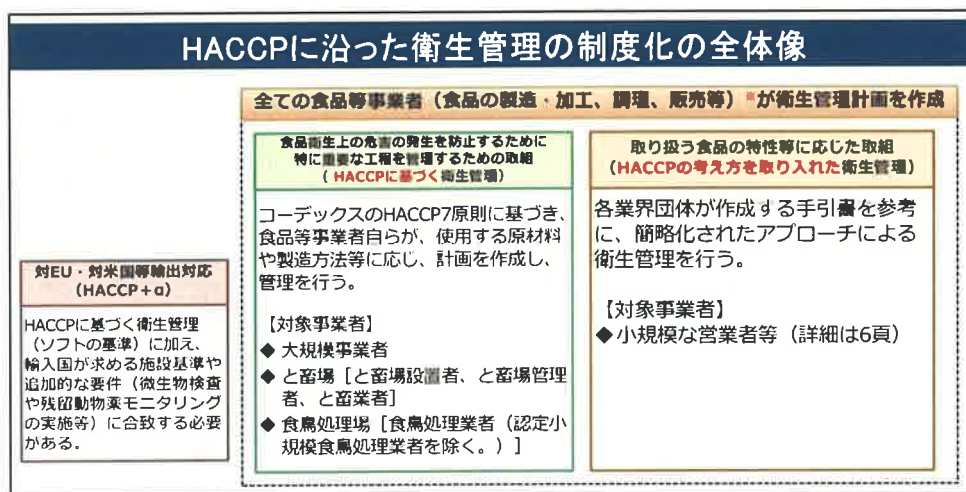 HACCPに沿った衛生管理の制度化の全体像
全ての食品等事業者（食品の製造・加工、調理、販売等）※が衛生管理計画を作成
食品衛生上の危害の発生を防止するために
特に重要な工程を管理するための取組
（HACCPに基づく衛生管理）
コーデックスのHACCP7原則に基づき、
食品等事業者自らが、使用する原材料
や製造方法等に応じ、計画を作成し、
管理を行う。
【対象事業者】
◆ 大規模事業者
◆ と畜場［と畜場設置者、と畜場管理
者、と畜業者］
◆ 食鳥処理場［食鳥処理業者（認定小
規模食鳥処理業者を除く。）］
取り扱う食品の特性等に応じた取組
（HACCPの考え方を取り入れた衛生管理）
各業界団体が作成する手引書を参考
に、簡略化されたアプローチによる
衛生管理を行う。
【対象事業者】
◆ 小規模な営業者等（詳細は6頁）
対EU・対米国等輸出対応
（HACCP+α）
HACCPに基づく衛生管理
（ソフトの基準）に加え、
輸入国が求める施設基準や
追加的な要件（微生物検査
や残留動物薬モニタリング
の実施等）に合致する必要
がある。